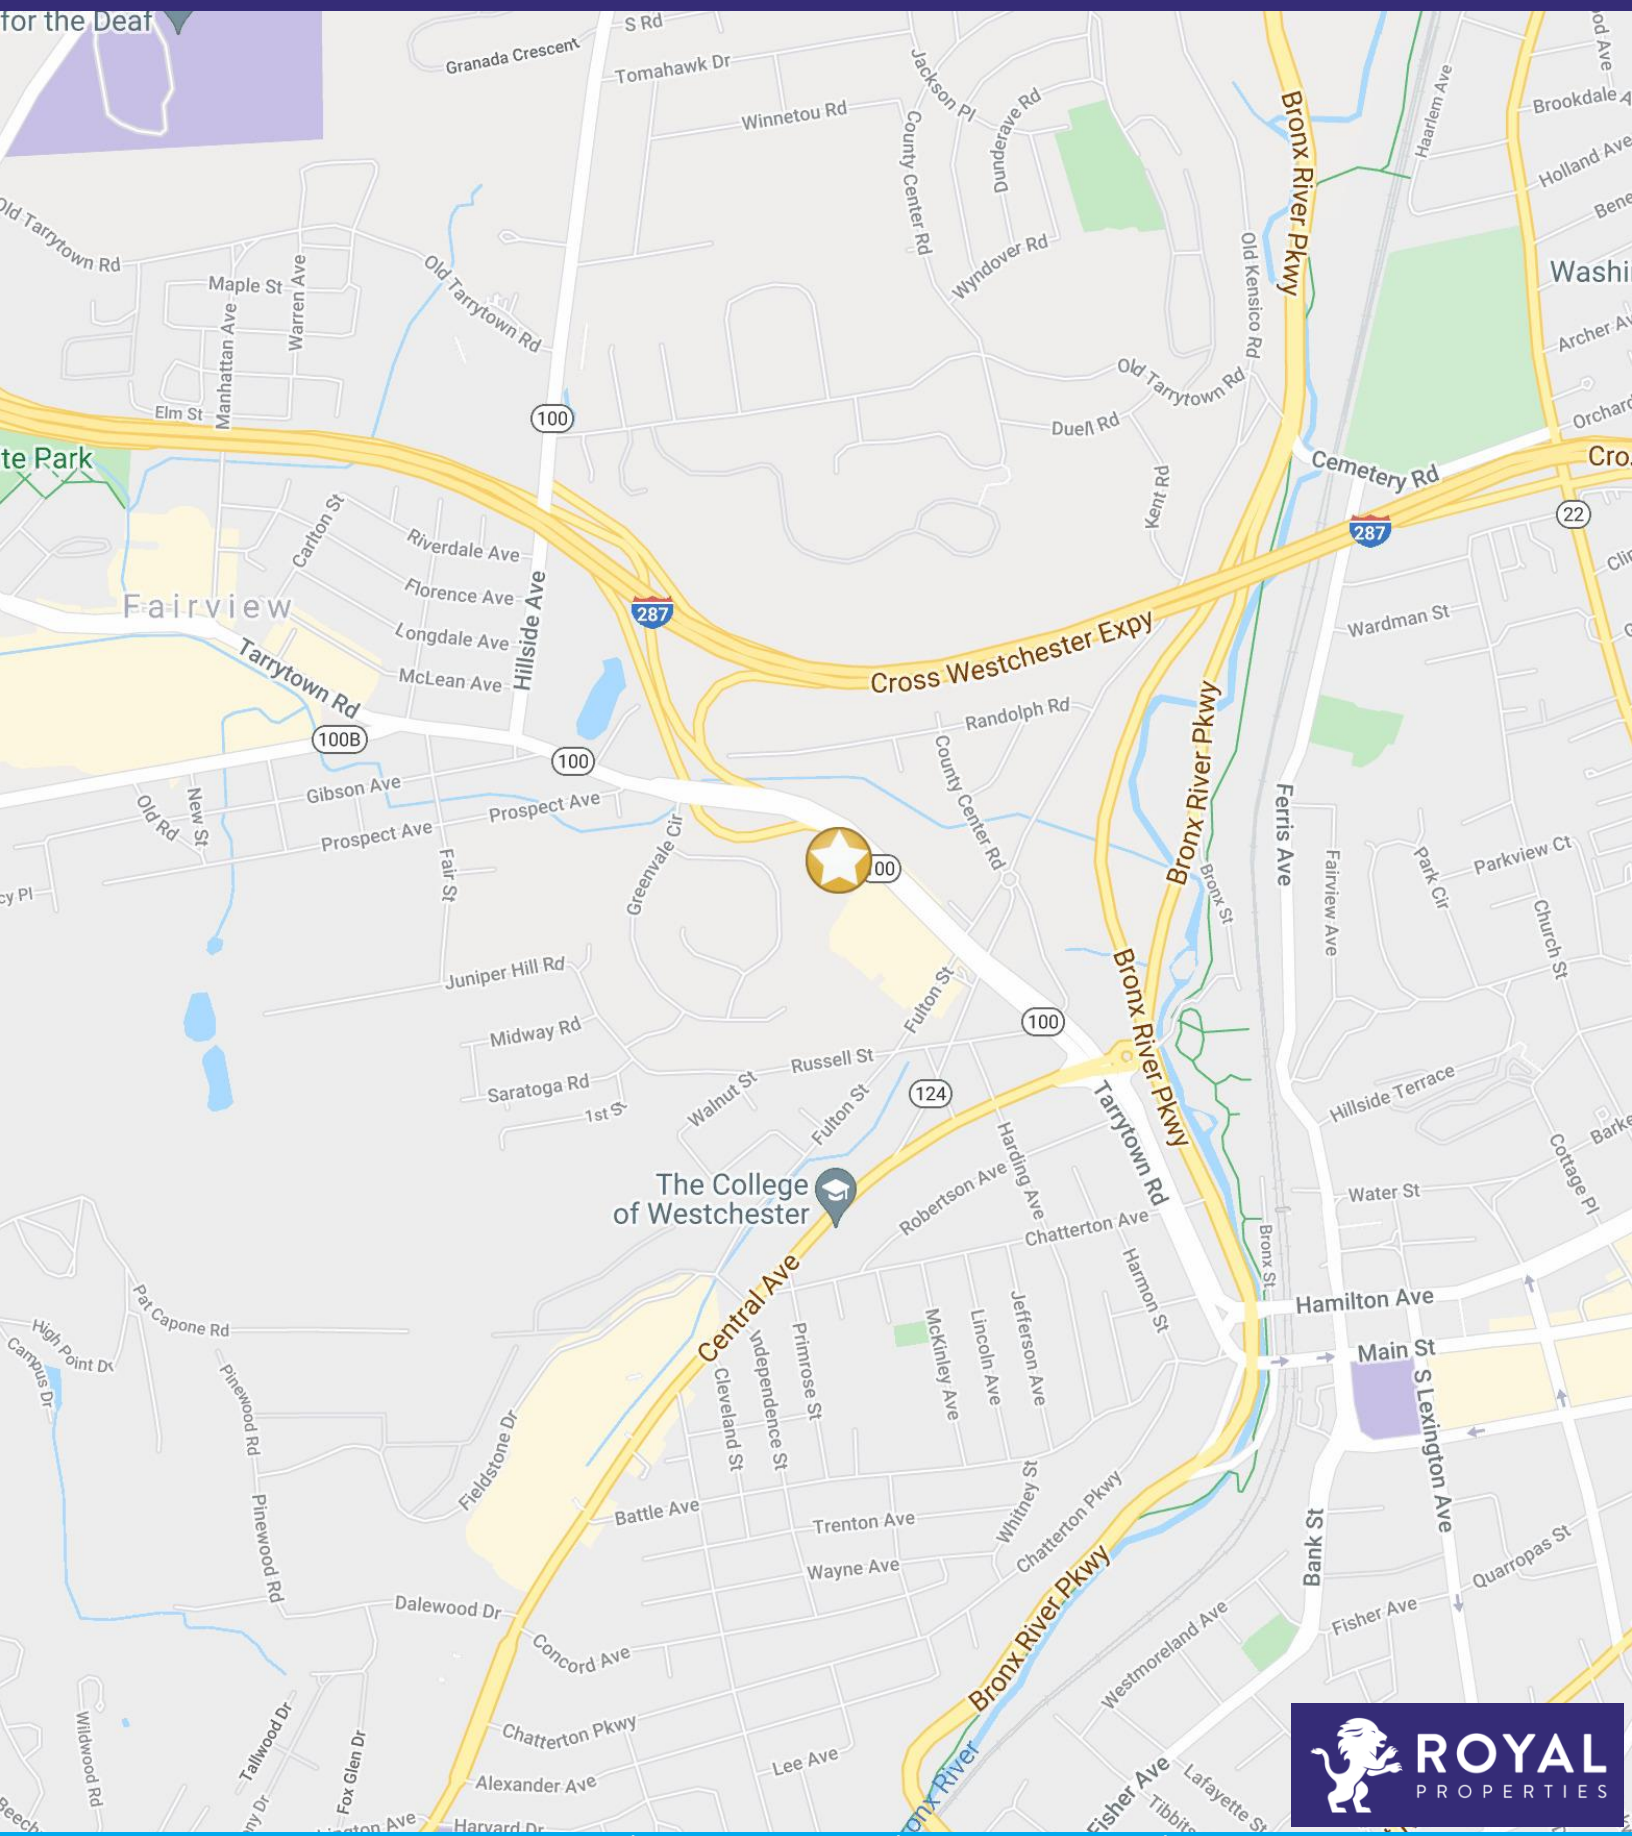 for the Deaf
S Rd
Granada Crescent
Tomahawk Dr
Jackson Pl
Winnetou Rd
County Center Rd
Dunperave Rd
Bronx River Pkwy
Haarlem Ave
Brookdale
Holland Ave
Old Tarrytown Rd
Maple St
Warren Ave
Manhattan Ave
Old Tarrytown Rd
Wyndover Rd
Old Kensico Rd
Archer
Old Tarrytown Rd
Elm St
100
Duell Rd
Orchard
te Park
Cemetery Rd
Cro
Kent Rd
22
287
Carlton St
Riverdale Ave
Fairview
Florence Ave
287
Hillside Ave
Longdale Ave
Wardman St
Cross Westchester Expy
Tarrytown Rd
McLean Ave
Randolph Rd
Bronx River Pkwy
100B
100
County Center Rd
Gibson Ave
Old Rd
New St
Prospect Ave
Prospect Ave
Ferris Ave
Fair St
Greenvale Cir
00
Bronx St
Fairview Ave
Park Cir
Parkview Ct
cy Pl
Church St
Juniper Hill Rd
Fulton St
Bronx River Pkwy
Midway Rd
100
Russell St
Saratoga Rd
1st St
Walnut St
Fulton St
124
Tarrytown Rd
Hillside Terrace
Harding Ave
Cottage Pl
The College
of Westchester
Robertson Ave
Water St
Chatterton Ave
Central Ave
Harmon St
Bronx St
Pat Capone Rd
Hamilton Ave
High Point Dr
Campus Dr
Primrose St
McKinley Ave
Lincoln Ave
Jefferson Ave
Main St
Pinewood Rd
Cleveland St
Independence St
S Lexington Ave
Fieldstone Dr
Battle Ave
Trenton Ave
Whitney St
Chatterton Pkwy
Pinewood Rd
Wayne Ave
Bank St
Quarropas St
Dalewood Dr
Bronx River Pkwy
Concord Ave
Westmoreland Ave
Fisher Ave
Wildwood Rd
Tallwood Dr
Fox Glen Dr
Chatterton Pkwy
Lee Ave
Alexander Ave
onx River
Fisher Ave
Lafayette St
Harvard Dr
ROYAL
PROPERTIES